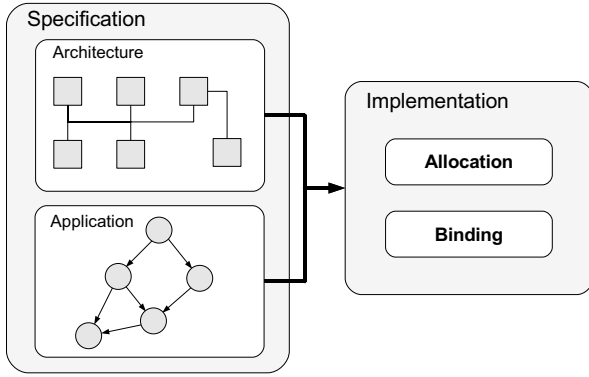 Specification
Architecture
Application
Implementation
Allocation
Binding